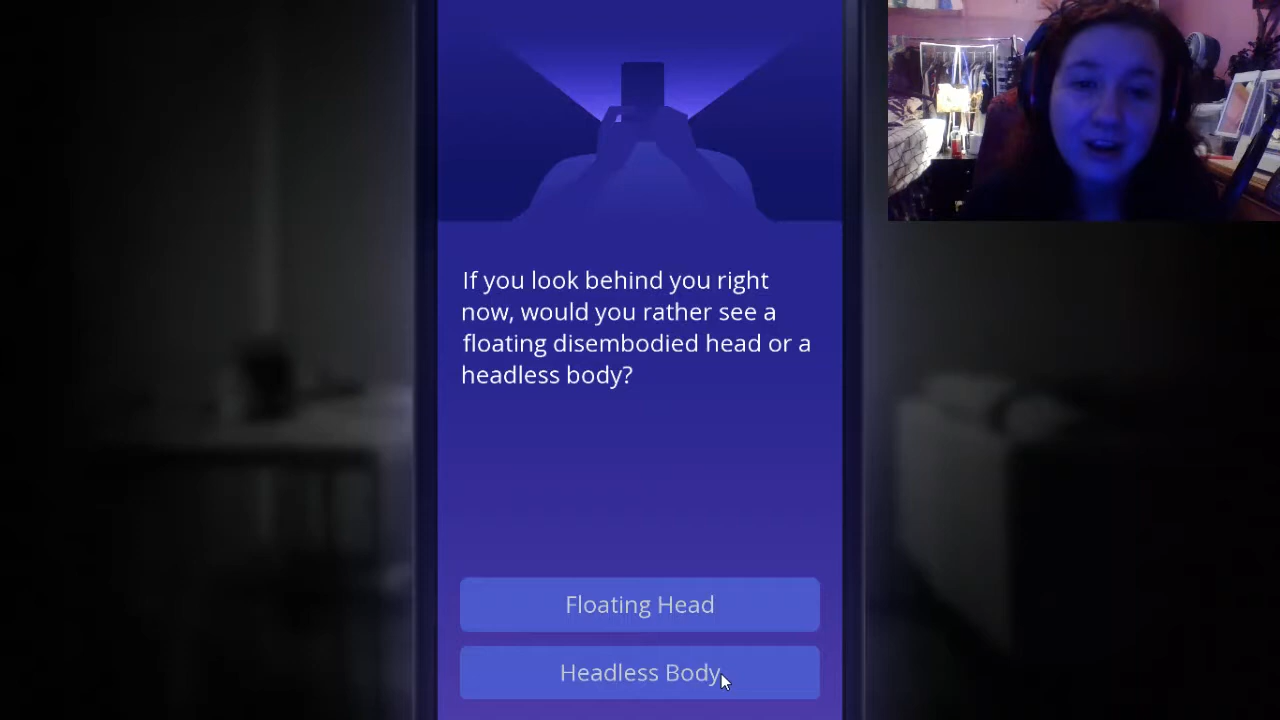 If you look behind you right
now, would you rather see a
floating disembodied head or a
headless body?
Floating Head
Headless Body